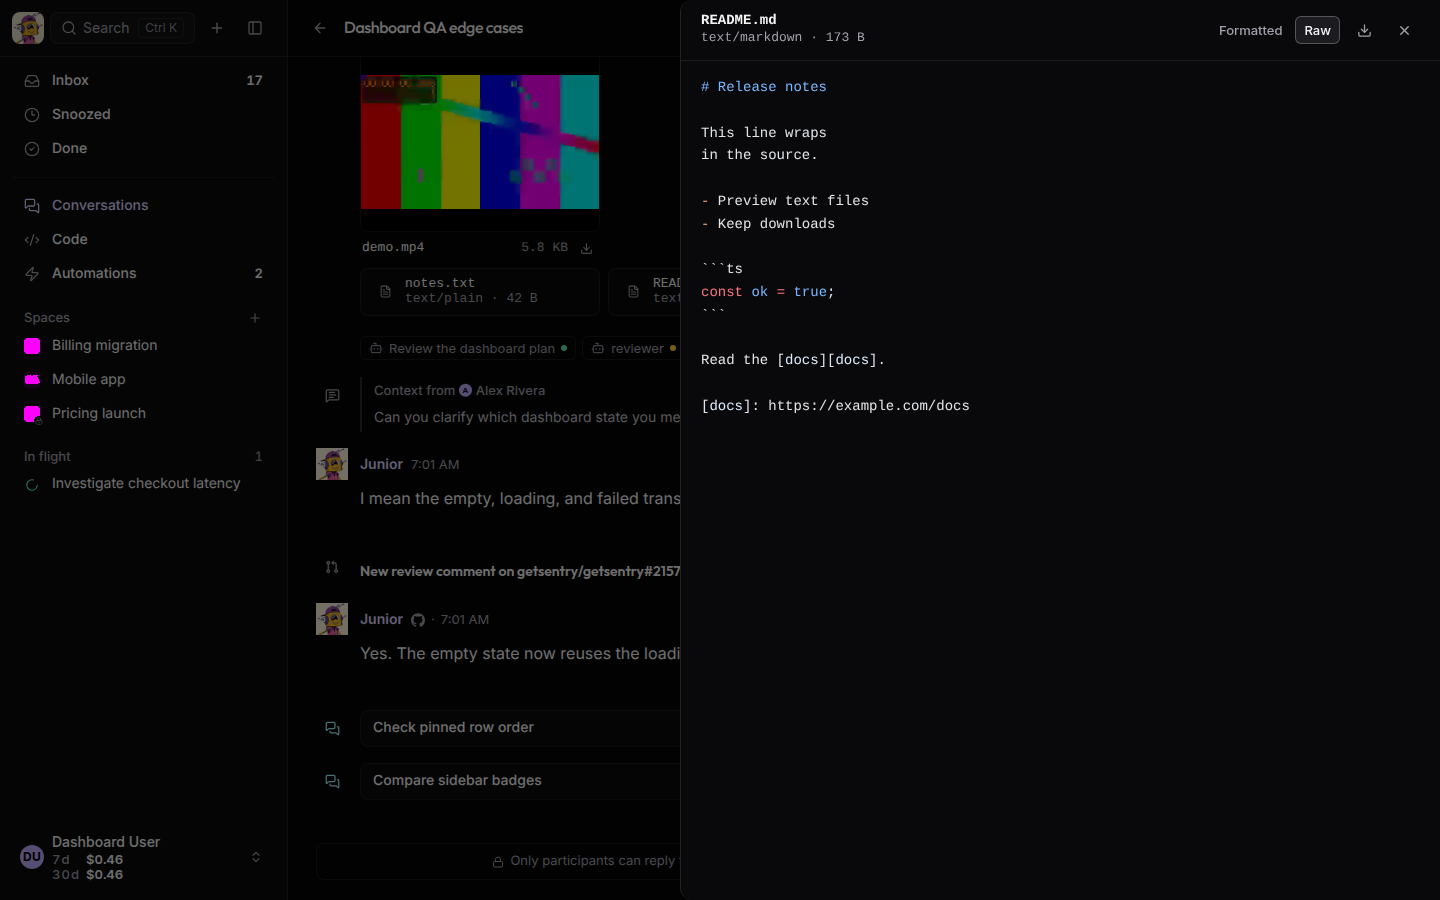 Search Ctrl K
Inbox 17
Snoozed
Done
Conversations
Code
Automations 2
Spaces
Billing migration
Mobile app
Pricing launch
In flight 1
Investigate checkout latency
Dashboard User
DU
7d $0.46
30d $0.46
Dashboard QA edge cases
demo.mp4 5.8 KB
notes.txt
text/plain · 42 B
READ
text
Review the dashboard plan
reviewer
Context from A Alex Rivera
Can you clarify which dashboard state you me
Junior 7:01 AM
I mean the empty, loading, and failed trans
New review comment on getsentry/getsentry#2157
Junior · 7:01 AM
Yes. The empty state now reuses the loadi
Check pinned row order
Compare sidebar badges
Only participants can reply
README.md
text/markdown · 173 B
Formatted Raw
# Release notes
This line wraps
in the source.
- Preview text files
- Keep downloads
```ts
const ok = true;
```
Read the [docs][docs].
[docs]: https://example.com/docs